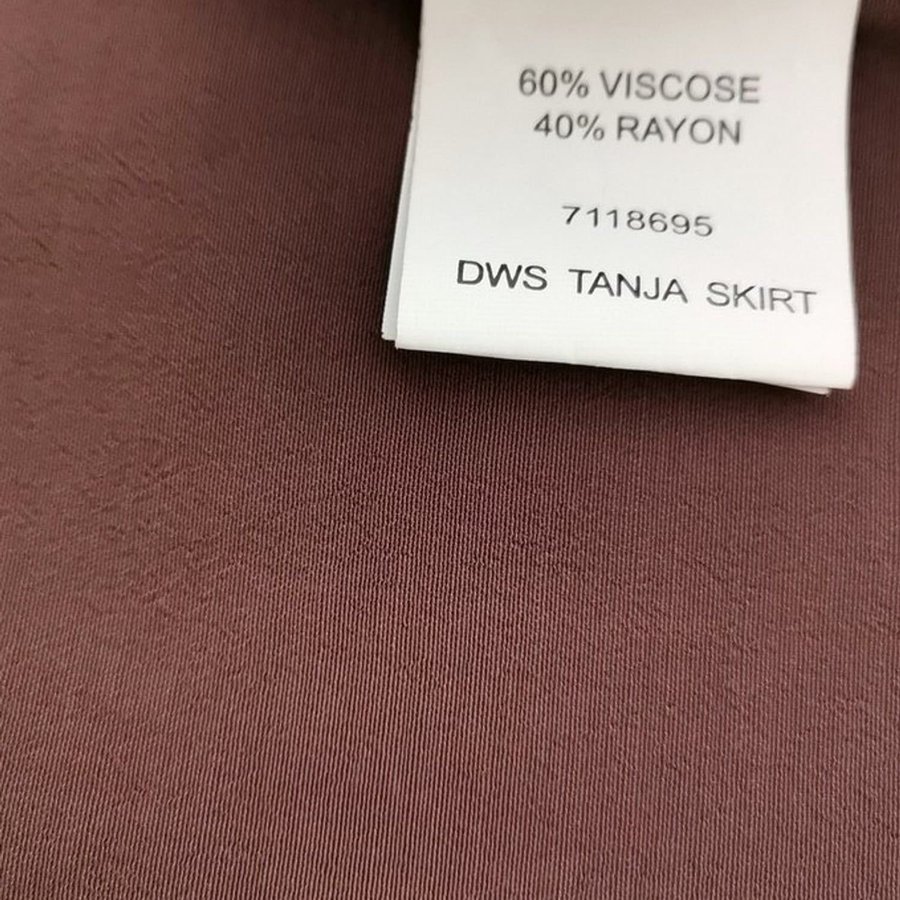 60% VISCOSE
40% RAYON
7118695
DWS TANJA SKIRT